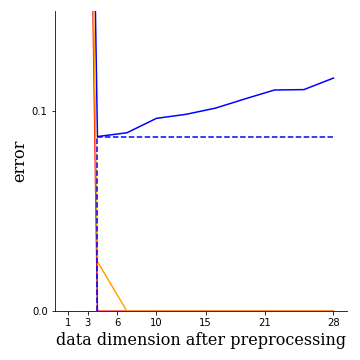 error
0.1
0.0
1 3 6 10 15 21 28
data dimension after preprocessing